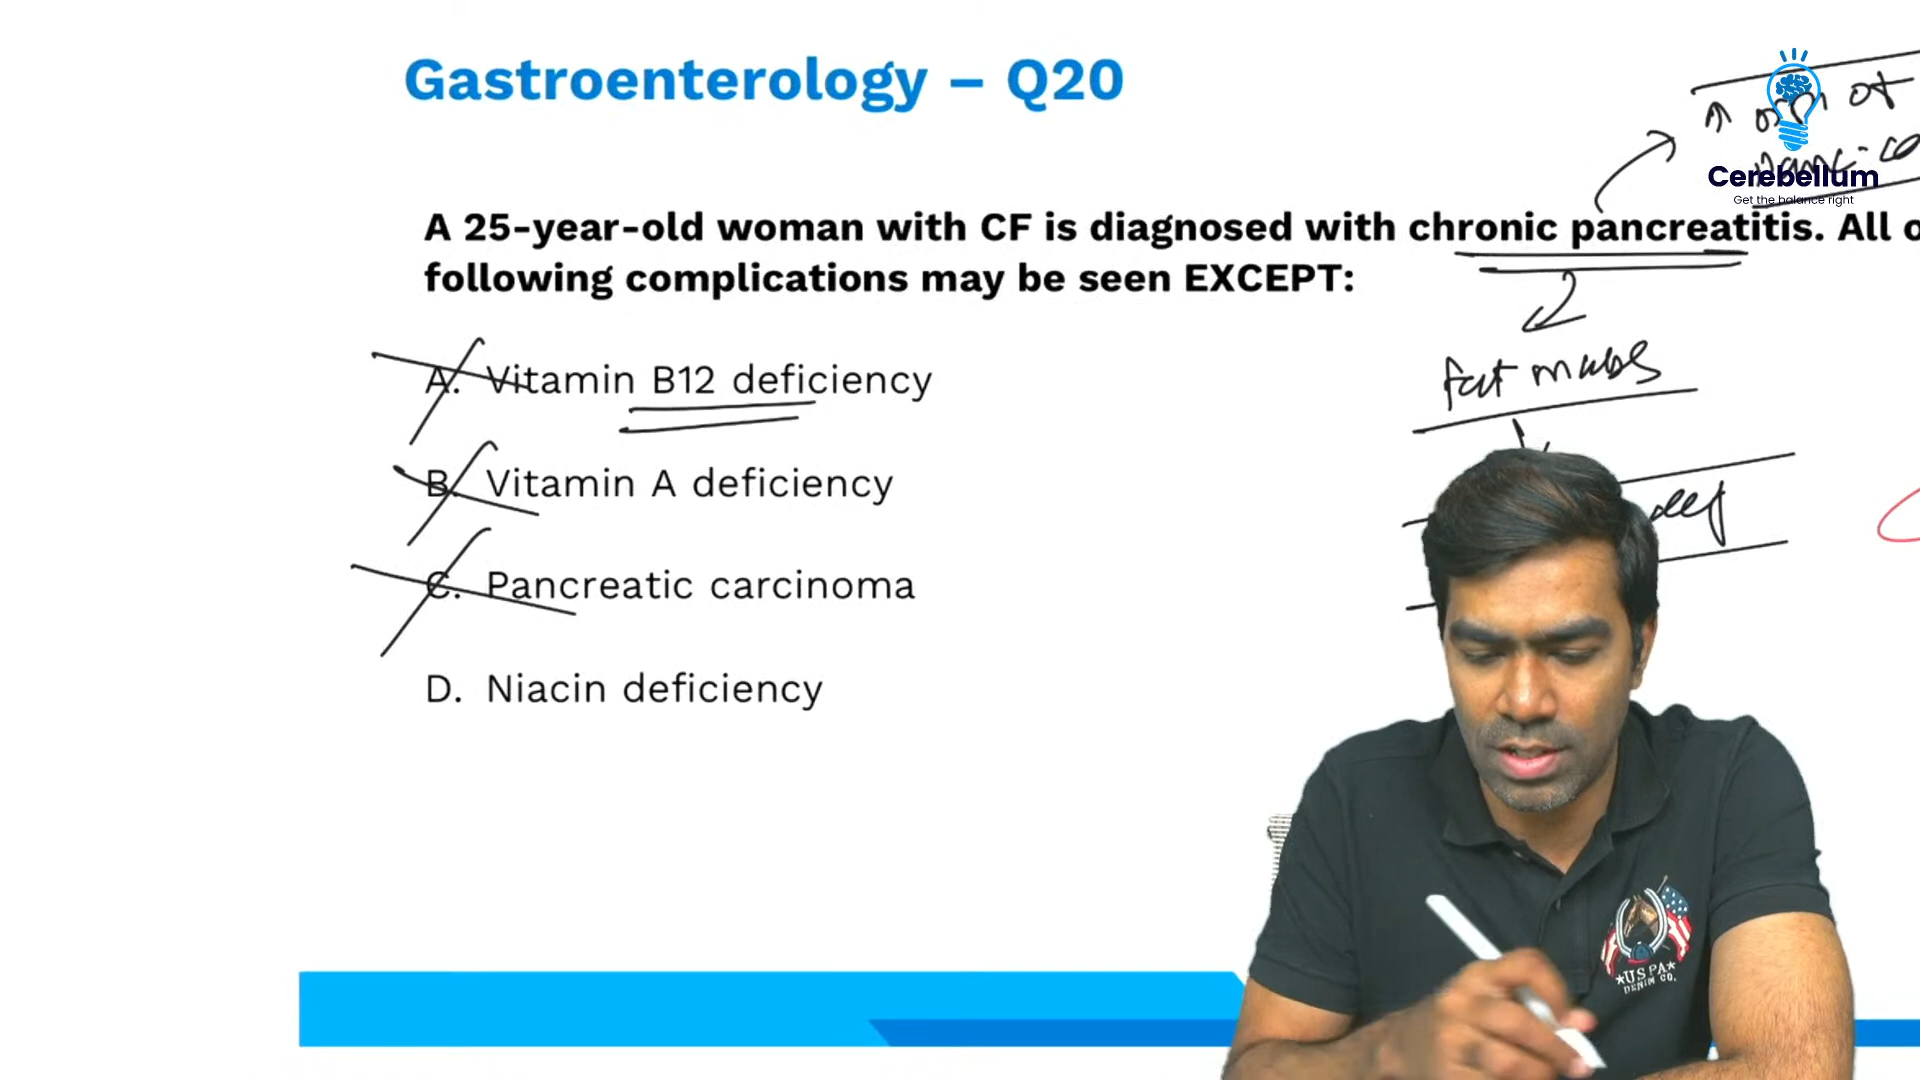 Gastroenterology – Q20
↑
Cerebellum
Get the balance right
A 25-year-old woman with CF is diagnosed with chronic pancreatitis. All
following complications may be seen EXCEPT:
fat mabs
A. Vitamin B12 deficiency
B. Vitamin A deficiency
def
C. Pancreatic carcinoma
D. Niacin deficiency
USPA
DENIM CO.